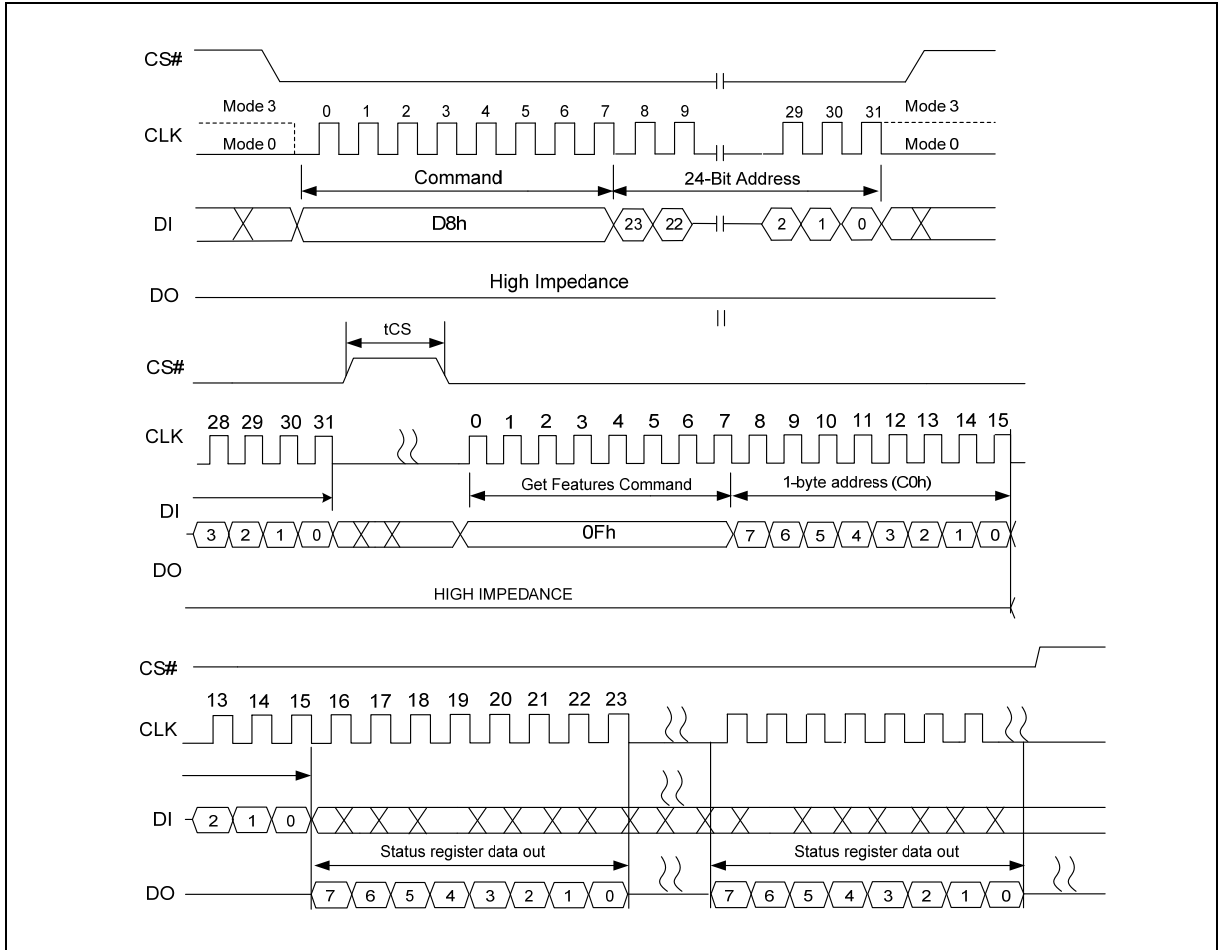 CS#
Mode 3
0 1 2 3 4 5 6 7 8 9 29 30 31
Mode 3
CLK
Mode 0
Mode 0
Command
24-Bit Address
DI
D8h
23 22 2 1 0
High Impedance
DO
tCS
CS#
28 29 30 31 0 1 2 3 4 5 6 7 8 9 10 11 12 13 14 15
CLK
Get Features Command
1-byte address (C0h)
DI
3 2 1 0 0Fh 7 6 5 4 3 2 1 0
DO
HIGH IMPEDANCE
CS#
13 14 15 16 17 18 19 20 21 22 23
CLK
DI 2 1 0
Status register data out
Status register data out
DO 7 6 5 4 3 2 1 0 7 6 5 4 3 2 1 0